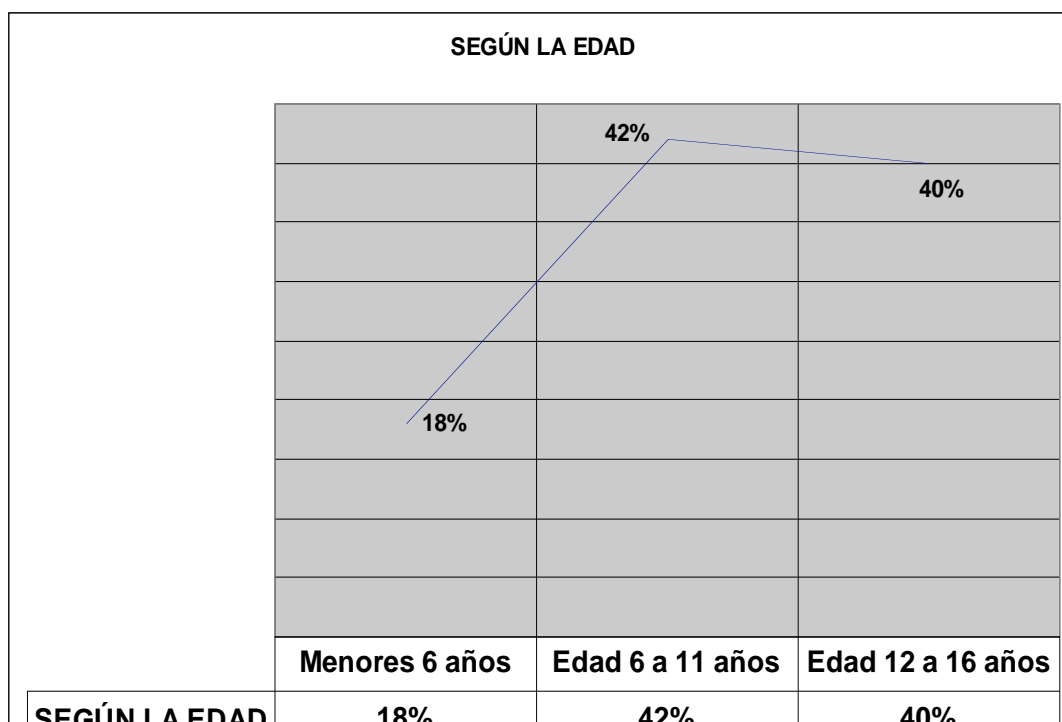 SEGÚN LA EDAD
42%
40%
18%
Menores 6 años Edad 6 a 11 años Edad 12 a 16 años
SEGÚN LA EDAD 18% 42% 40%